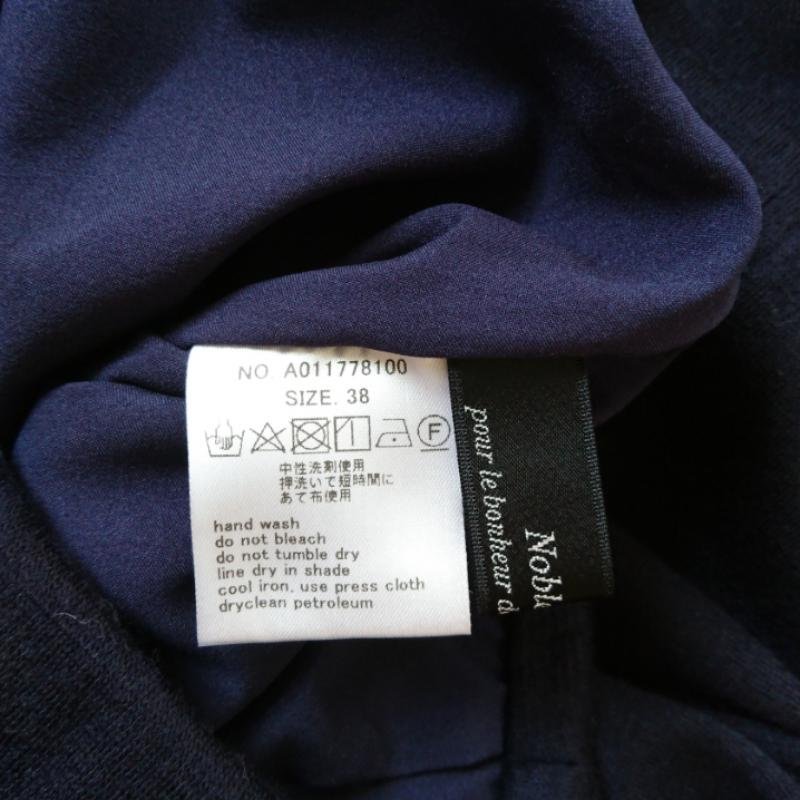 NO. A011778100
SIZE. 38
F
中性洗剤使用
押洗いで短時間に
あて布使用
hand wash
do not bleach
do not tumble dry
line dry in shade
cool iron, use press cloth
dryclean petroleum
pour le bonheur d
Nobl